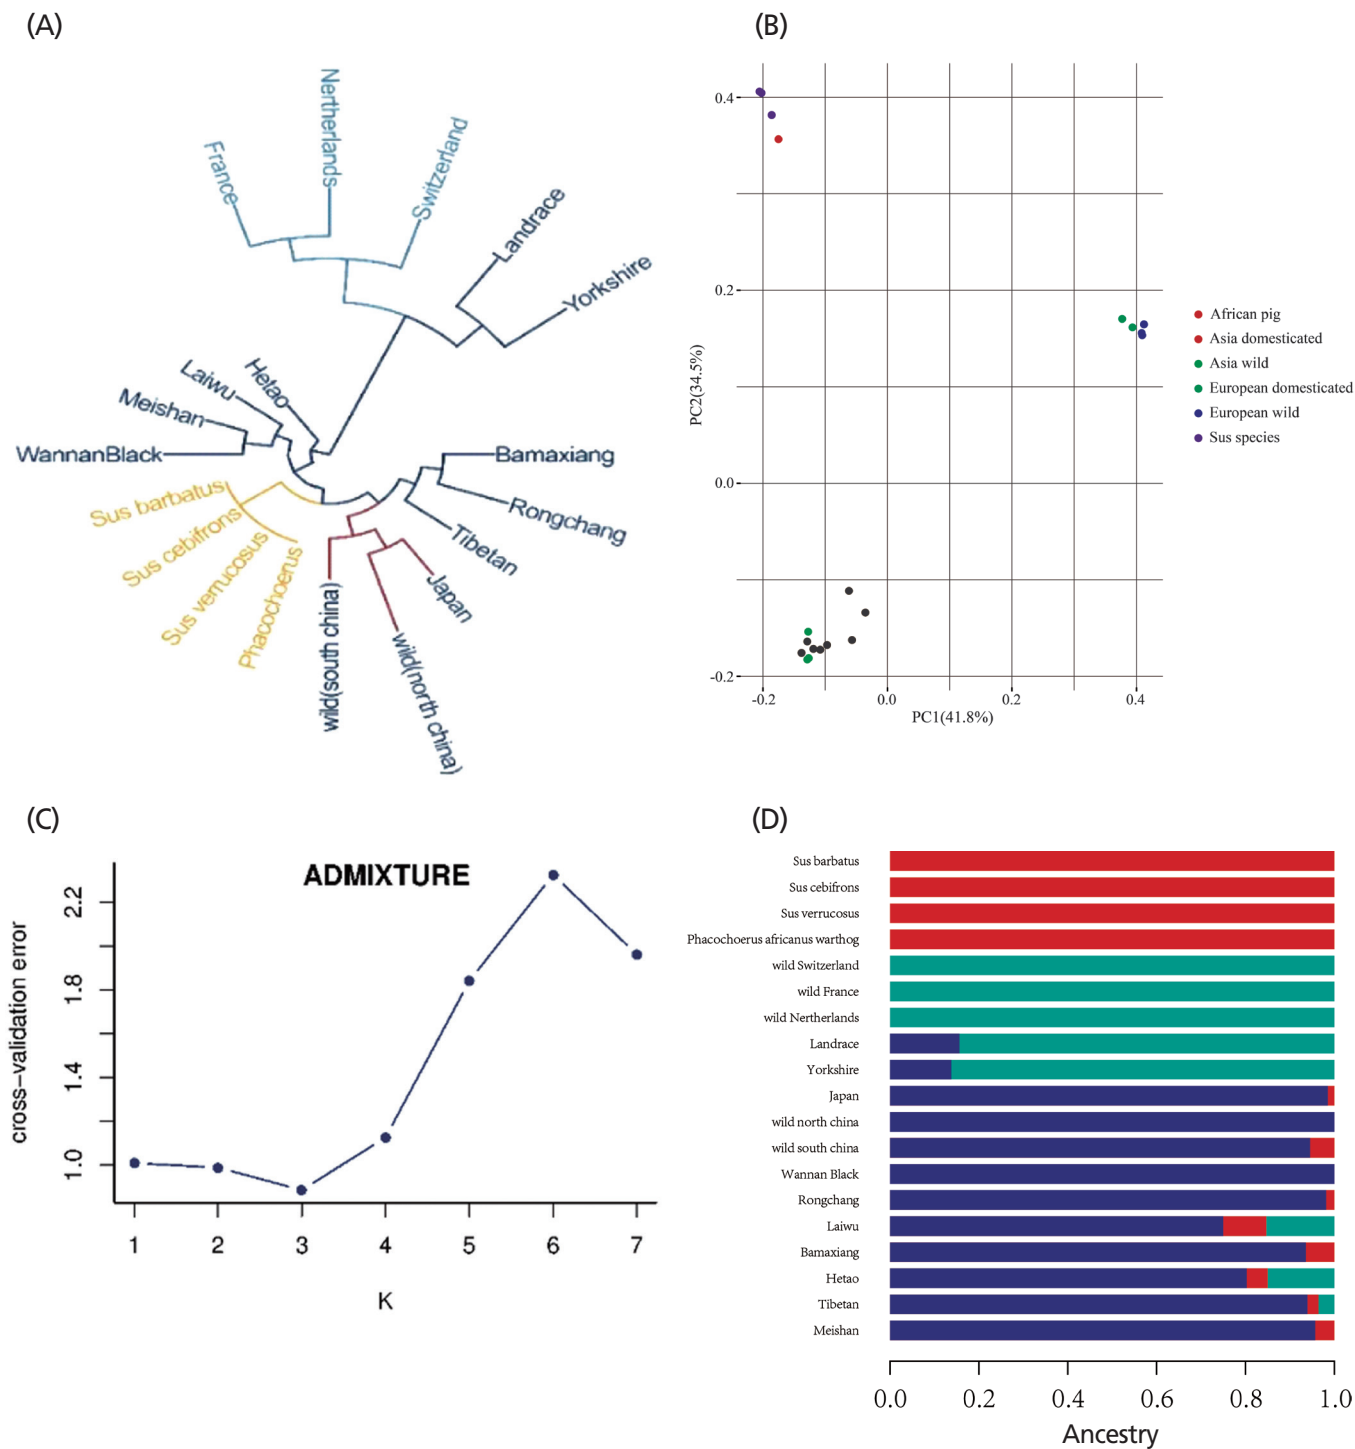 (A)
Nertherlands
France
Switzerland
Landrace
Yorkshire
Hetao
Laiwu
Meishan
WannanBlack
Bamaxiang
Rongchang
Tibetan
Japan
wild(north china)
wild(south china)
Phacochoerus
Sus verrucosus
Sus cebifrons
Sus barbatus
(B)
0.4
0.2
0.0
-0.2
PC2(34.5%)
-0.2 0.0 0.2 0.4
PC1(41.8%)
African pig
Asia domesticated
Asia wild
European domesticated
European wild
Sus species
(C)
ADMIXTURE
cross-validation error
2.2
1.8
1.4
1.0
1 2 3 4 5 6 7
K
(D)
Sus barbatus
Sus cebifrons
Sus verrucosus
Phacochoerus africanus warthog
wild Switzerland
wild France
wild Nertherlands
Landrace
Yorkshire
Japan
wild north china
wild south china
Wannan Black
Rongchang
Laiwu
Bamaxiang
Hetao
Tibetan
Meishan
0.0 0.2 0.4 0.6 0.8 1.0
Ancestry